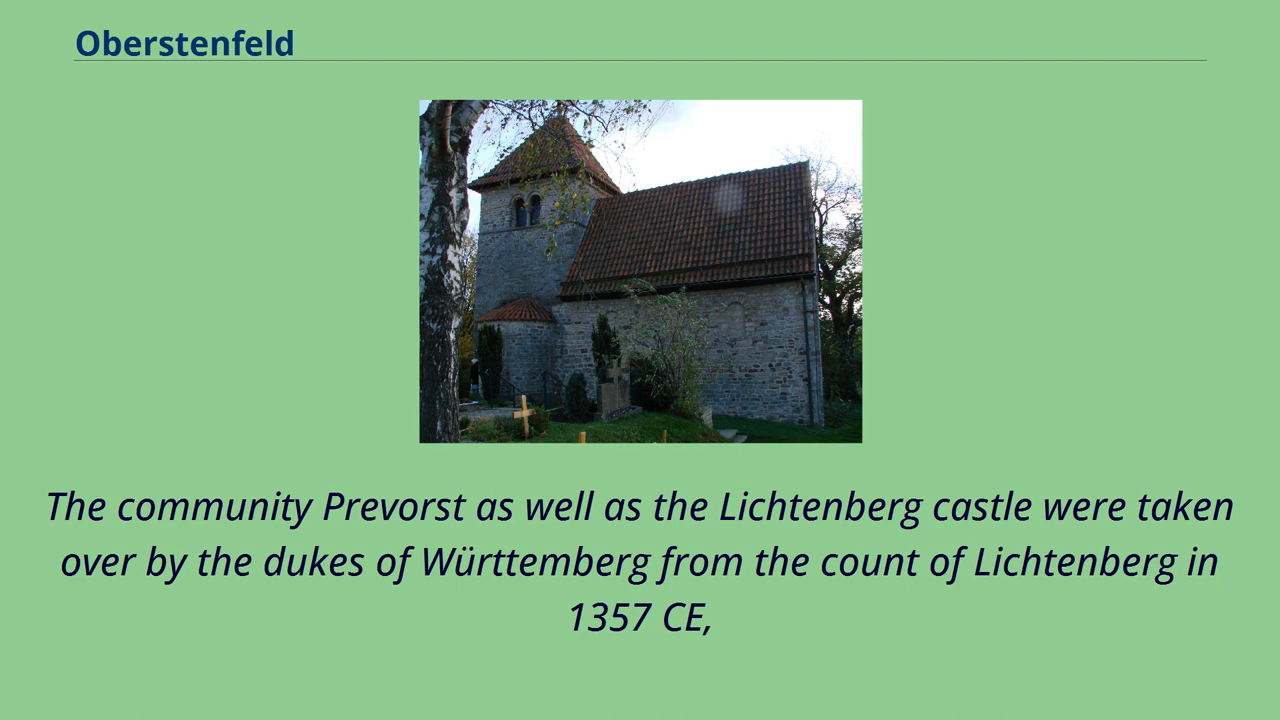 Oberstenfeld
The community Prevorst as well as the Lichtenberg castle were taken
over by the dukes of Württemberg from the count of Lichtenberg in
1357 CE,